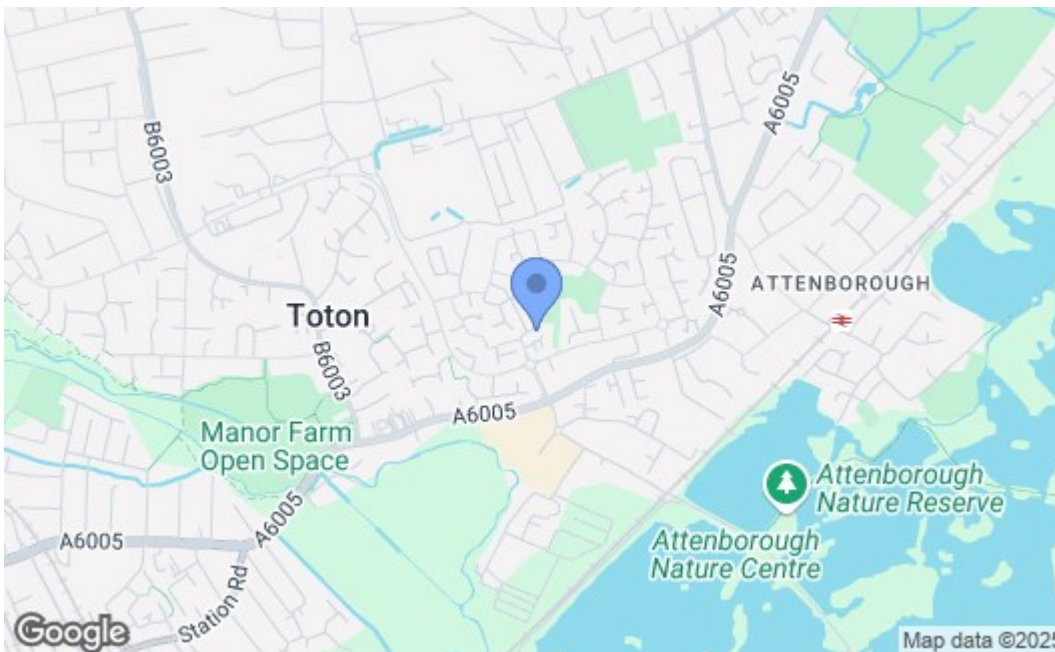 B6003
A6005
A6005
ATTENBOROUGH
Toton
B6003
A6005
Manor Farm
Open Space
Attenborough
Nature Reserve
A6005
A6005
Attenborough
Nature Centre
Station Rd
Google
Map data ©2025